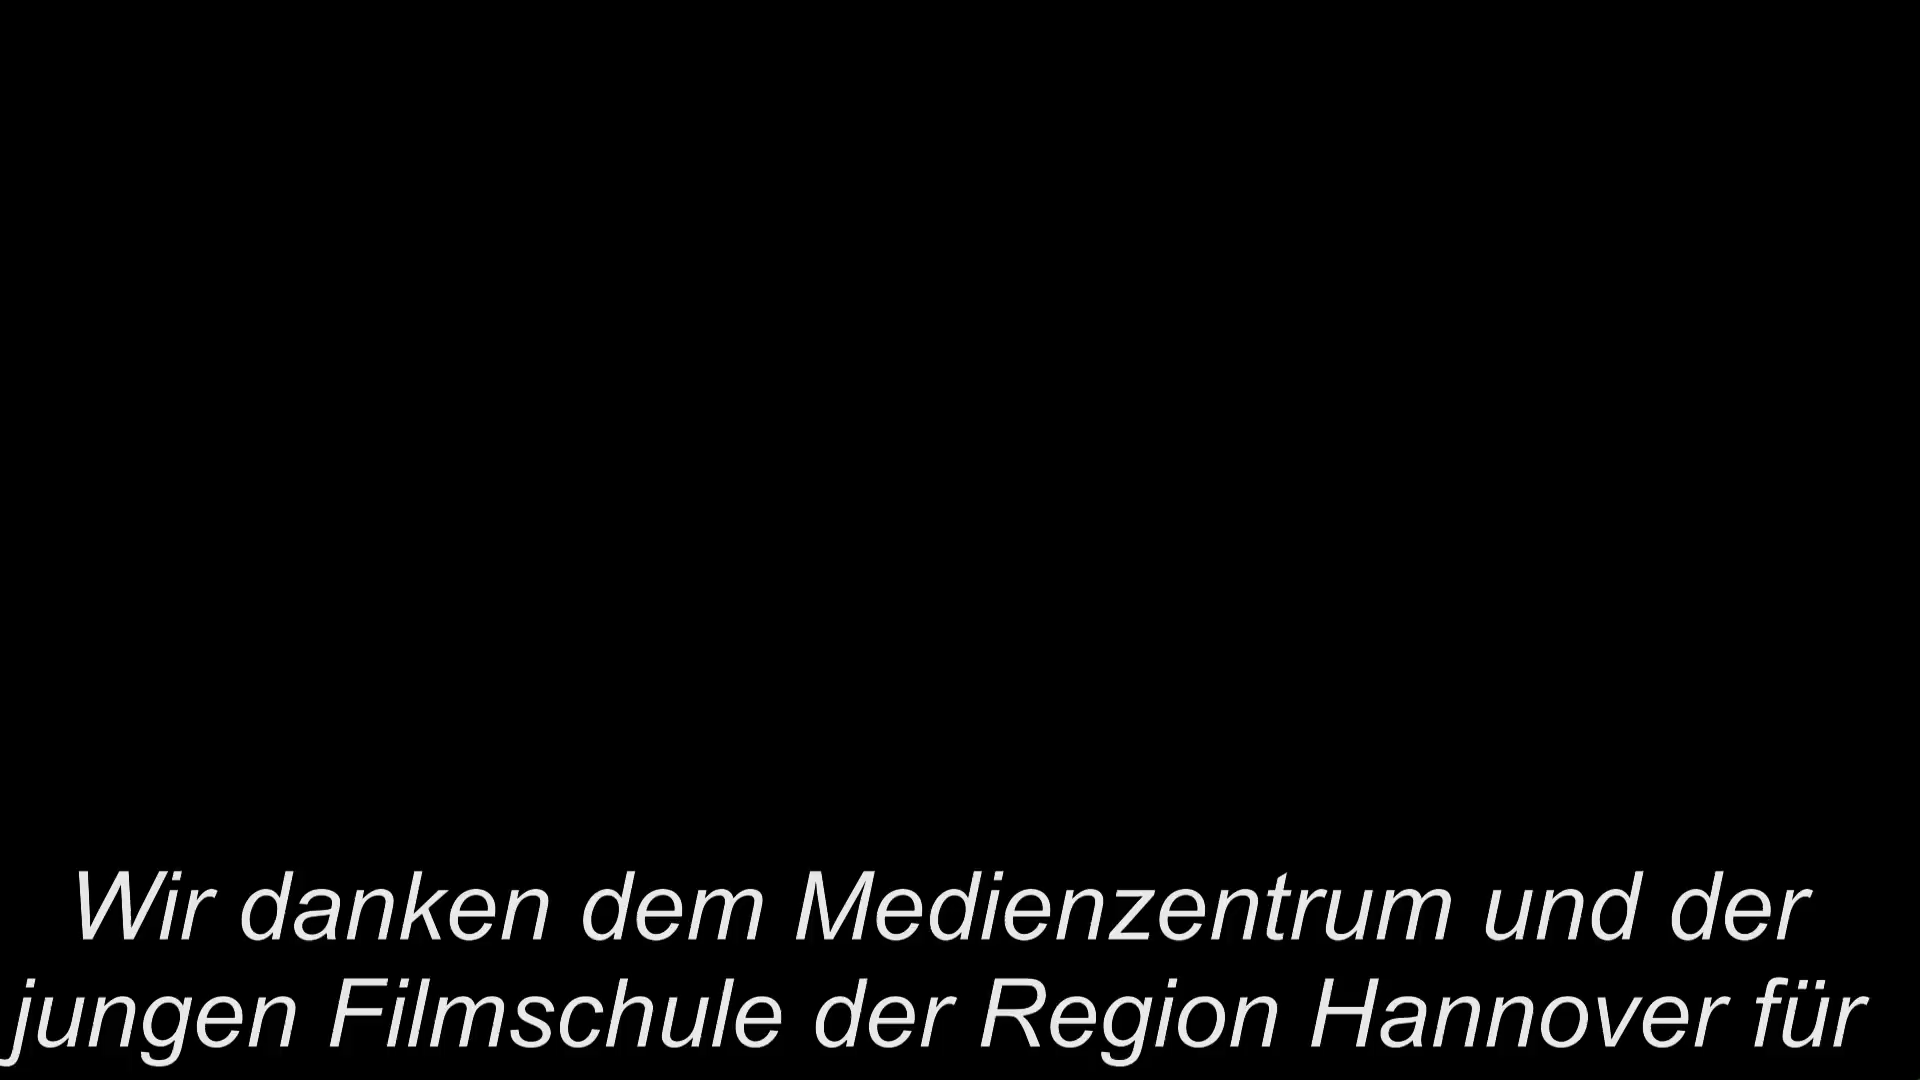 Wir danken dem Medienzentrum und der
jungen Filmschule der Region Hannover für